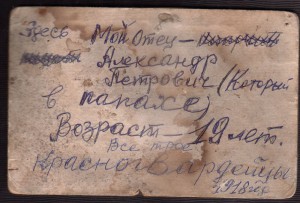 Здесь Мой Отец –
Александр
Петрович (Который
в папахе)
Возраст – 19 лет.
Все трое
Красногвардейцы
1918